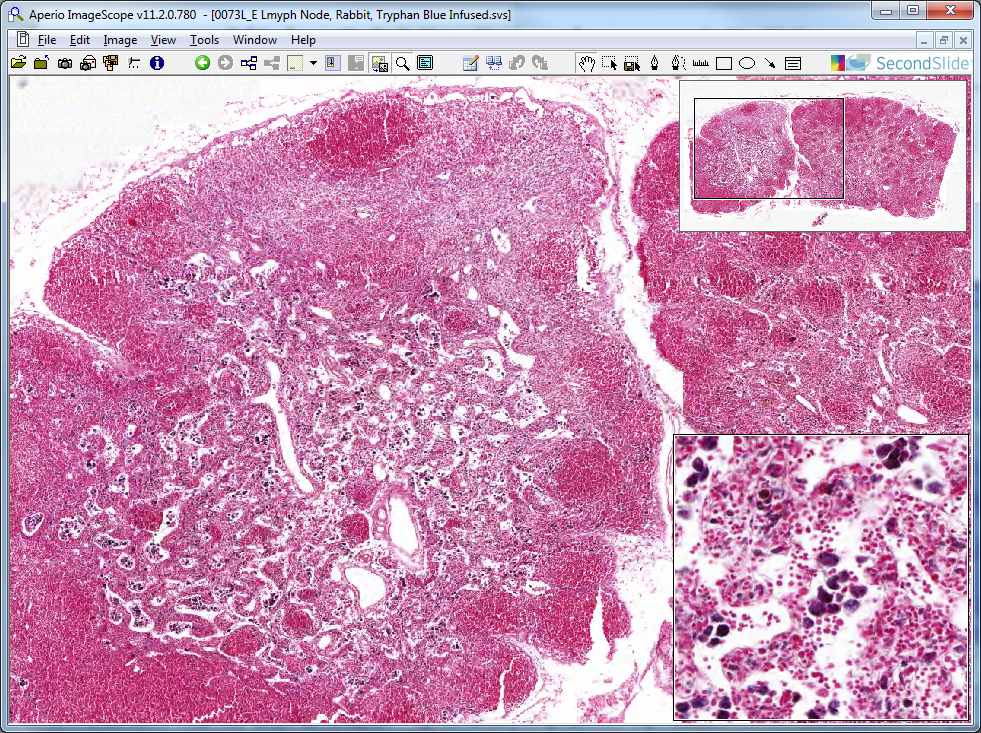 Aperio ImageScope v11.2.0.780 - [0073L_E Lmyph Node, Rabbit, Tryphan Blue Infused.svs]
File Edit Image View Tools Window Help
SecondSlide